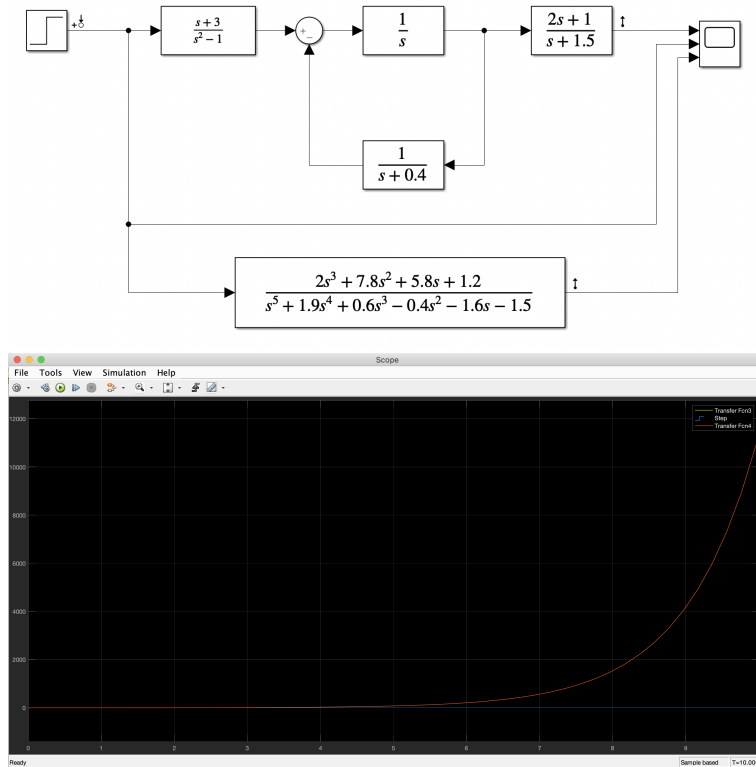 s + 3
s² − 1
+
−
1
s
2s + 1
s + 1.5
1
s + 0.4
2s³ + 7.8s² + 5.8s + 1.2
s⁵ + 1.9s⁴ + 0.6s³ − 0.4s² − 1.6s − 1.5
Scope
File Tools View Simulation Help
Transfer Fcn3
Step
Transfer Fcn4
12000
10000
8000
6000
4000
2000
0
0 1 2 3 4 5 6 7 8 9
Ready Sample based T=10.00